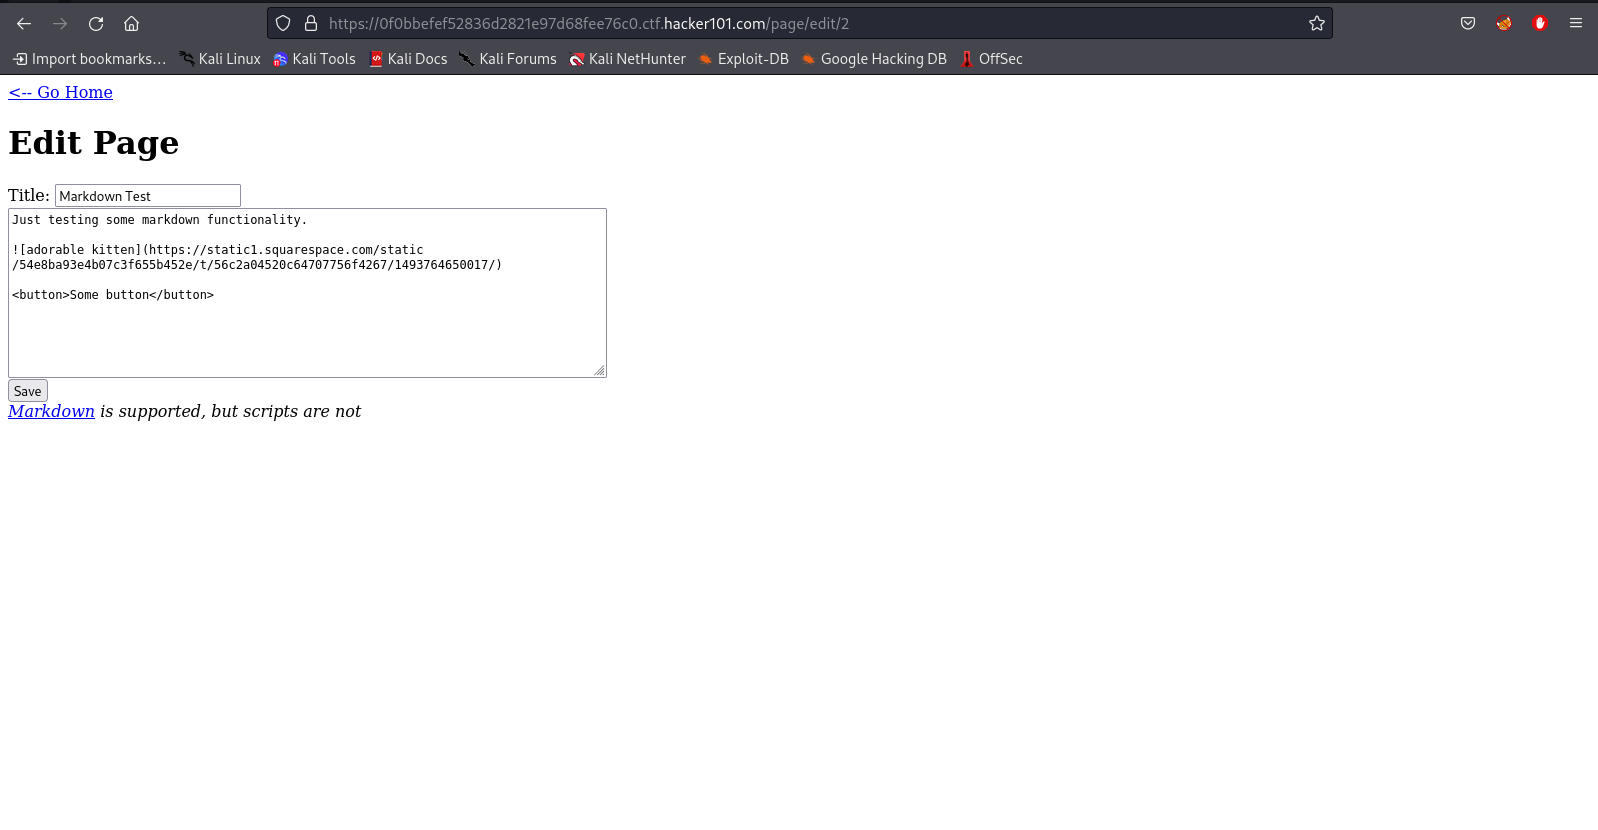 https://0f0bbefef52836d2821e97d68fee76c0.ctf.hacker101.com/page/edit/2
Import bookmarks... Kali Linux Kali Tools Kali Docs Kali Forums Kali NetHunter Exploit-DB Google Hacking DB OffSec
<-- Go Home
Edit Page
Title: Markdown Test
Just testing some markdown functionality.
![adorable kitten](https://static1.squarespace.com/static
/54e8ba93e4b07c3f655b452e/t/56c2a04520c64707756f4267/1493764650017/)
<button>Some button</button>
Save
Markdown is supported, but scripts are not